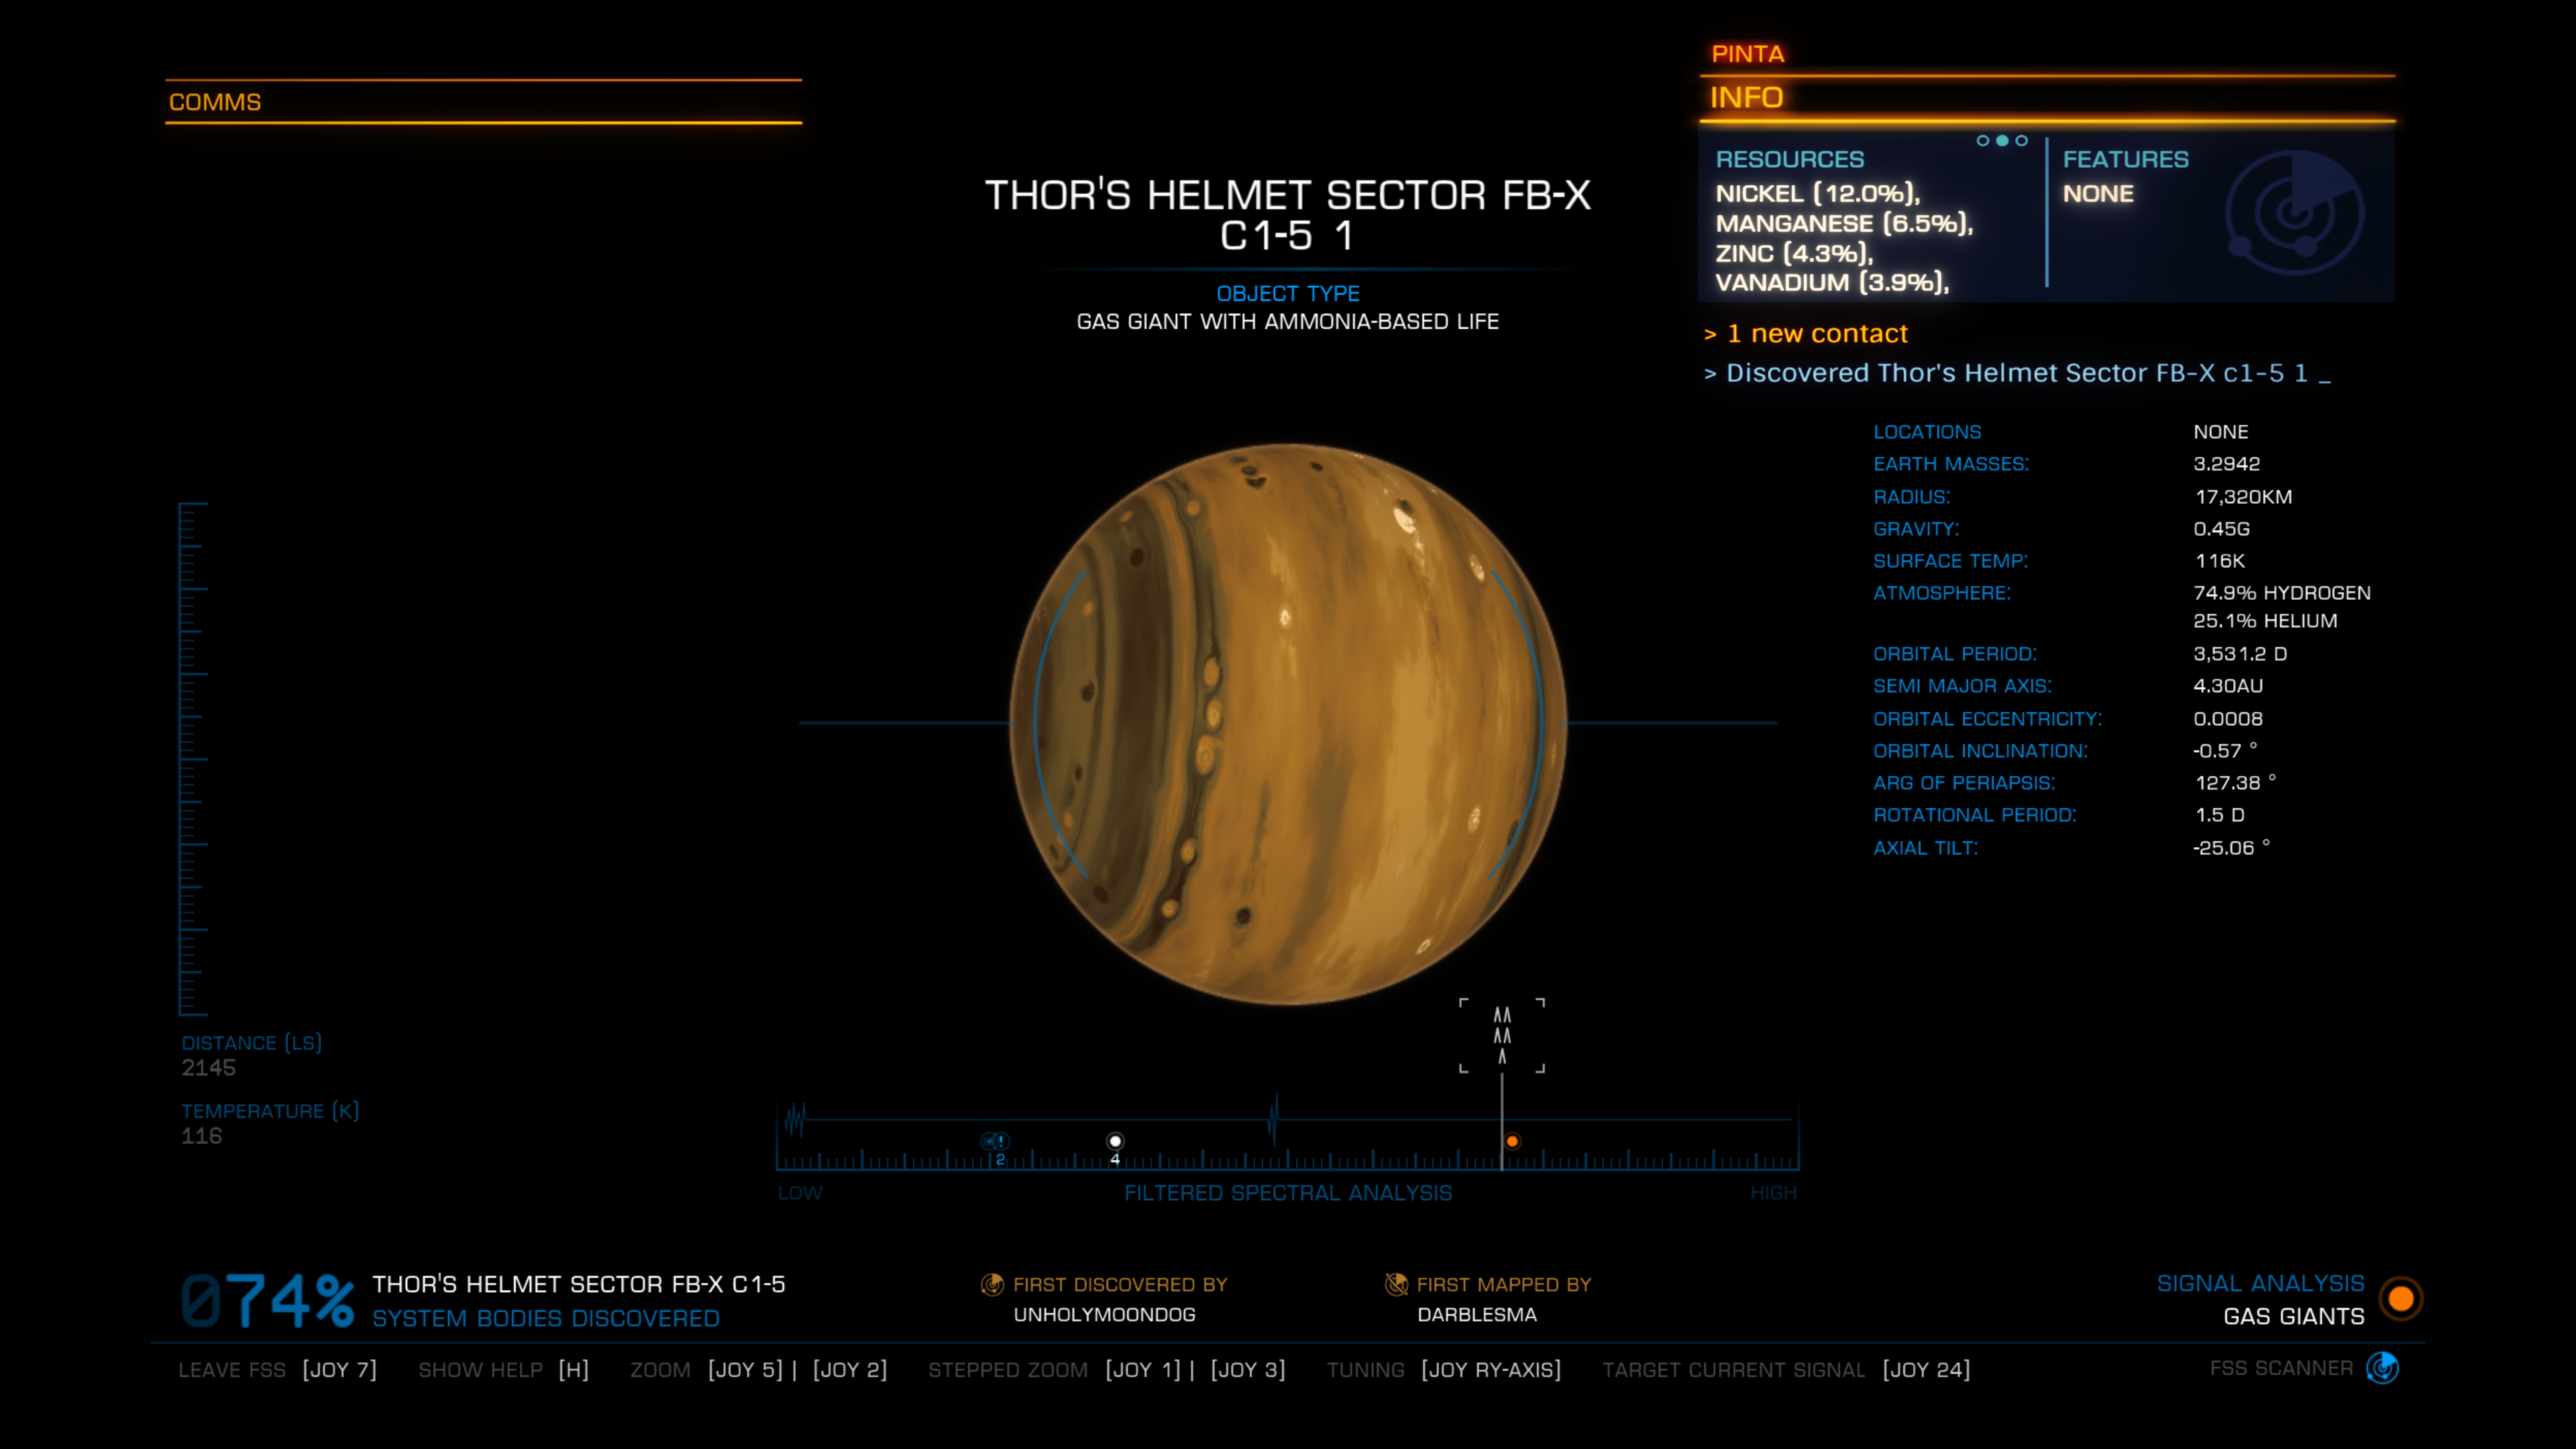 PINTA
COMMS
INFO
THOR'S HELMET SECTOR FB-X
C1-5 1
OBJECT TYPE
GAS GIANT WITH AMMONIA-BASED LIFE
RESOURCES
NICKEL (12.0%),
MANGANESE (6.5%),
ZINC (4.3%),
VANADIUM (3.9%),
FEATURES
NONE
> 1 new contact
> Discovered Thor's Helmet Sector FB-X c1-5 1 _
LOCATIONS NONE
EARTH MASSES: 3.2942
RADIUS: 17,320KM
GRAVITY: 0.45G
SURFACE TEMP: 116K
ATMOSPHERE: 74.9% HYDROGEN
25.1% HELIUM
ORBITAL PERIOD: 3,531.2 D
SEMI MAJOR AXIS: 4.30AU
ORBITAL ECCENTRICITY: 0.0008
ORBITAL INCLINATION: -0.57 °
ARG OF PERIAPSIS: 127.38 °
ROTATIONAL PERIOD: 1.5 D
AXIAL TILT: -25.06 °
DISTANCE (LS)
2145
TEMPERATURE (K)
116
! 
2 4
LOW FILTERED SPECTRAL ANALYSIS HIGH
074%
THOR'S HELMET SECTOR FB-X C1-5
SYSTEM BODIES DISCOVERED
FIRST DISCOVERED BY
UNHOLYMOONDOG
FIRST MAPPED BY
DARBLESMA
SIGNAL ANALYSIS
GAS GIANTS
LEAVE FSS [JOY 7] SHOW HELP [H] ZOOM [JOY 5] | [JOY 2] STEPPED ZOOM [JOY 1] | [JOY 3] TUNING [JOY RY-AXIS] TARGET CURRENT SIGNAL [JOY 24] FSS SCANNER